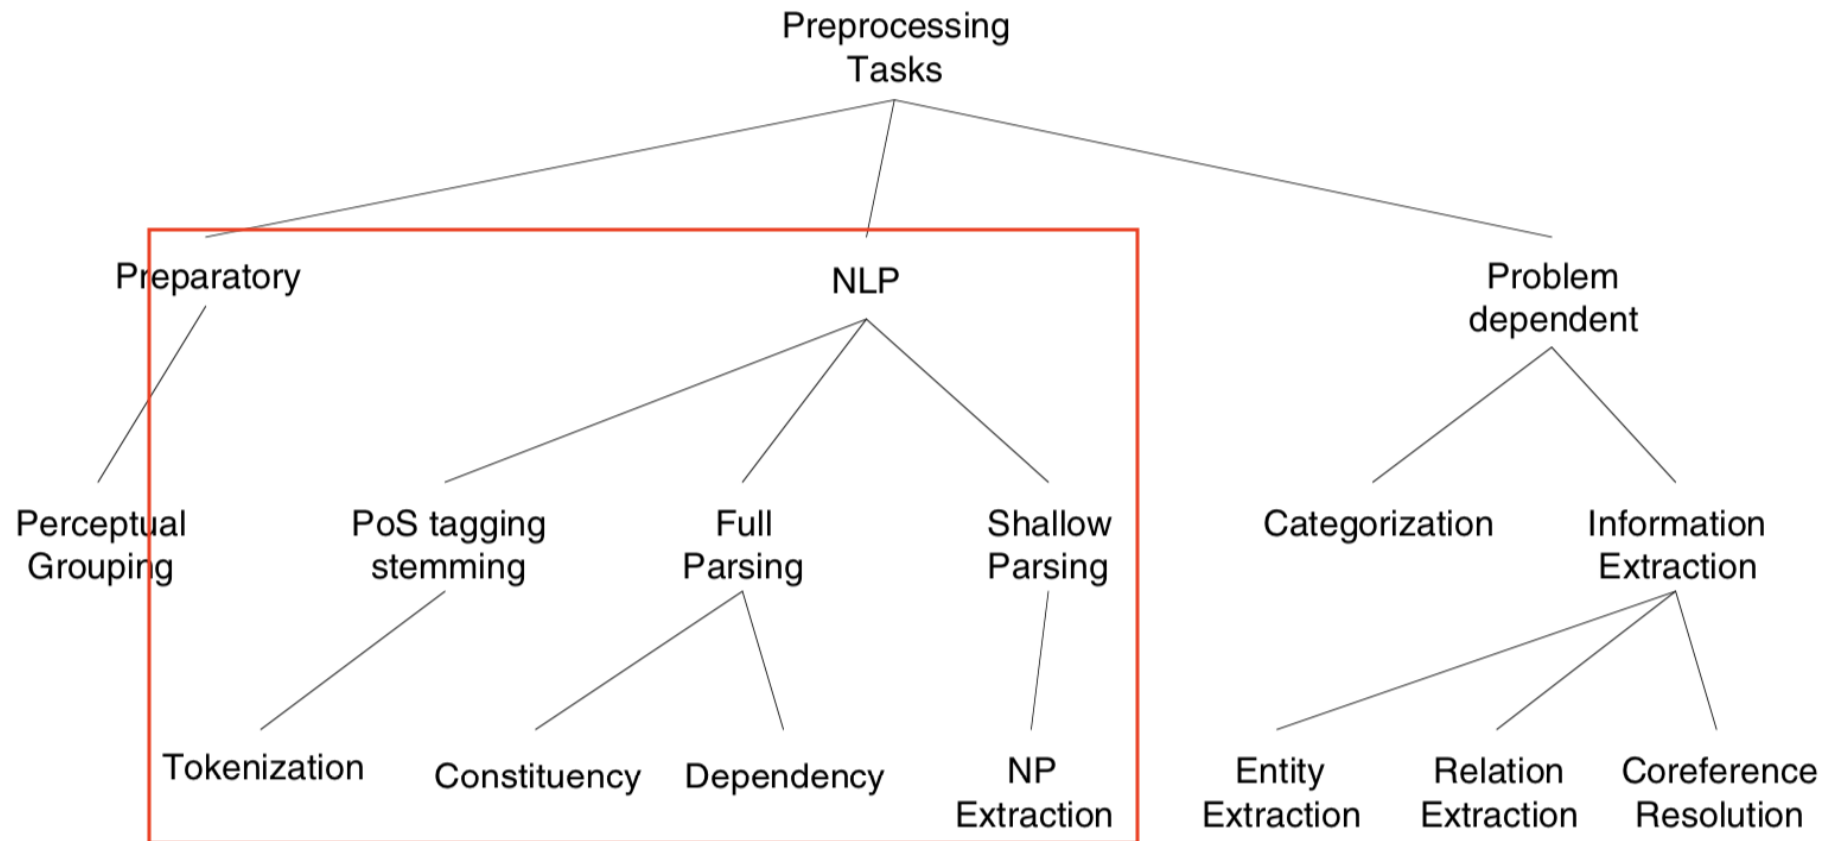 Preprocessing
Tasks
Preparatory
NLP
Problem
dependent
Perceptual
Grouping
PoS tagging
stemming
Full
Parsing
Shallow
Parsing
Categorization
Information
Extraction
Tokenization
Constituency
Dependency
NP
Extraction
Entity
Extraction
Relation
Extraction
Coreference
Resolution